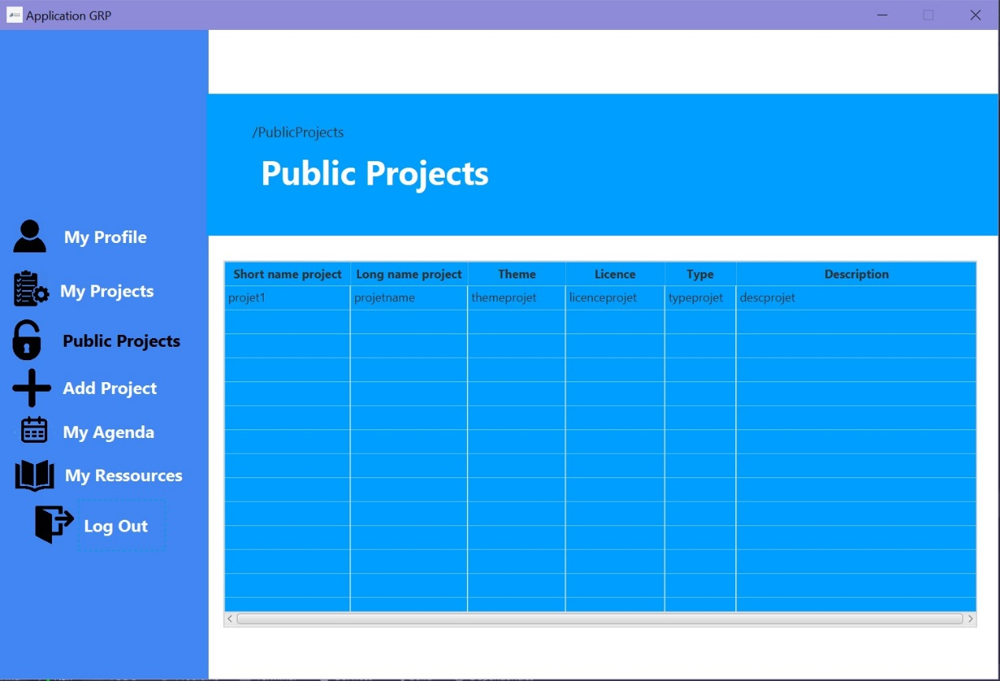 Application GRP
/PublicProjects
Public Projects
My Profile
My Projects
Public Projects
Add Project
My Agenda
My Ressources
Log Out
Short name project Long name project Theme Licence Type Description
projet1 projetname themeprojet licenceprojet typeprojet descprojet